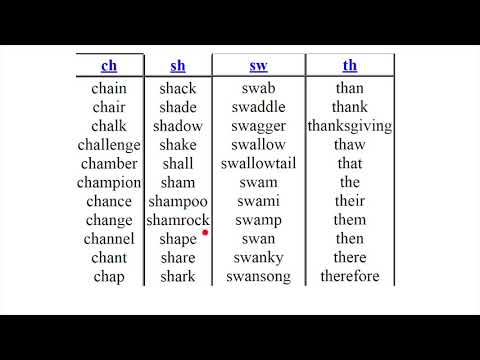 ch sh sw th
chain shack swab than
chair shade swaddle thank
chalk shadow swagger thanksgiving
challenge shake swallow thaw
chamber shall swallowtail that
champion sham swam the
chance shampoo swami their
change shamrock swamp them
channel shape swan then
chant share swanky there
chap shark swansong therefore